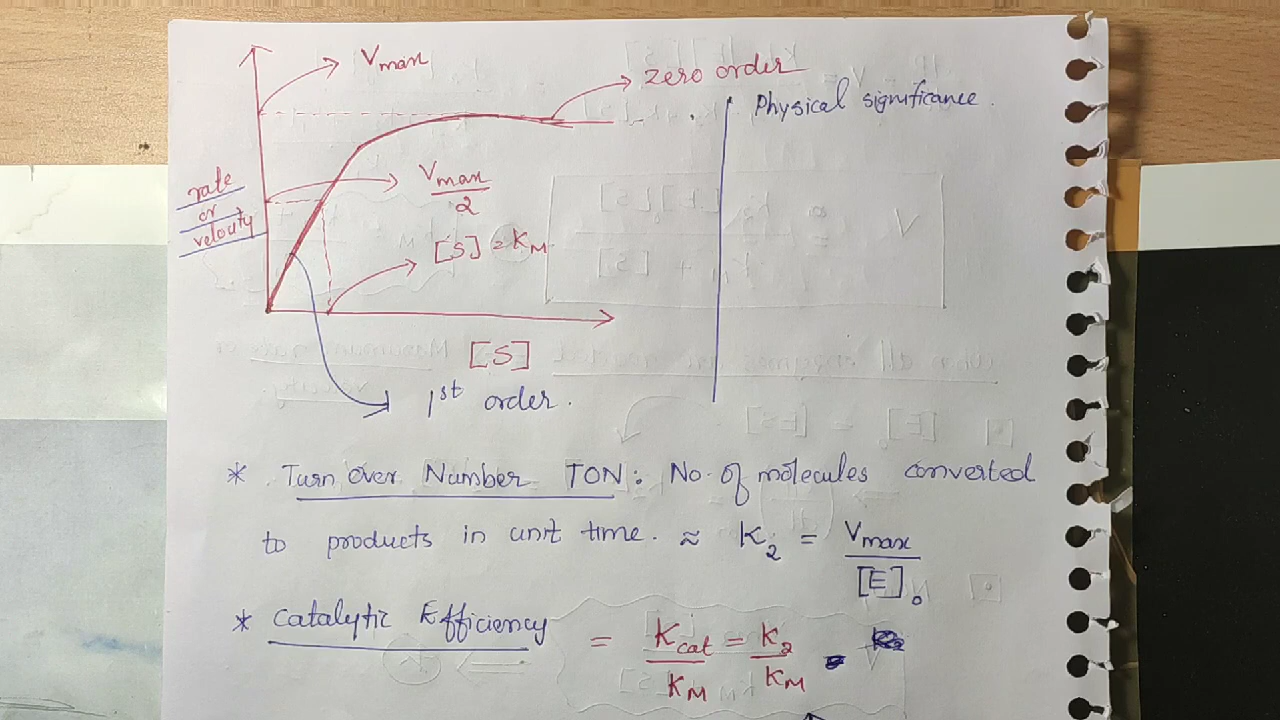 Vmax
zero order
Physical significance.
rate
or
velocity
Vmax
2
[S] = KM
[S]
1st order.
* Turn over Number TON: No. of molecules converted
to products in unit time. ≈ K2 = Vmax
[E]0
* Catalytic Efficiency = Kcat = K2
KM KM